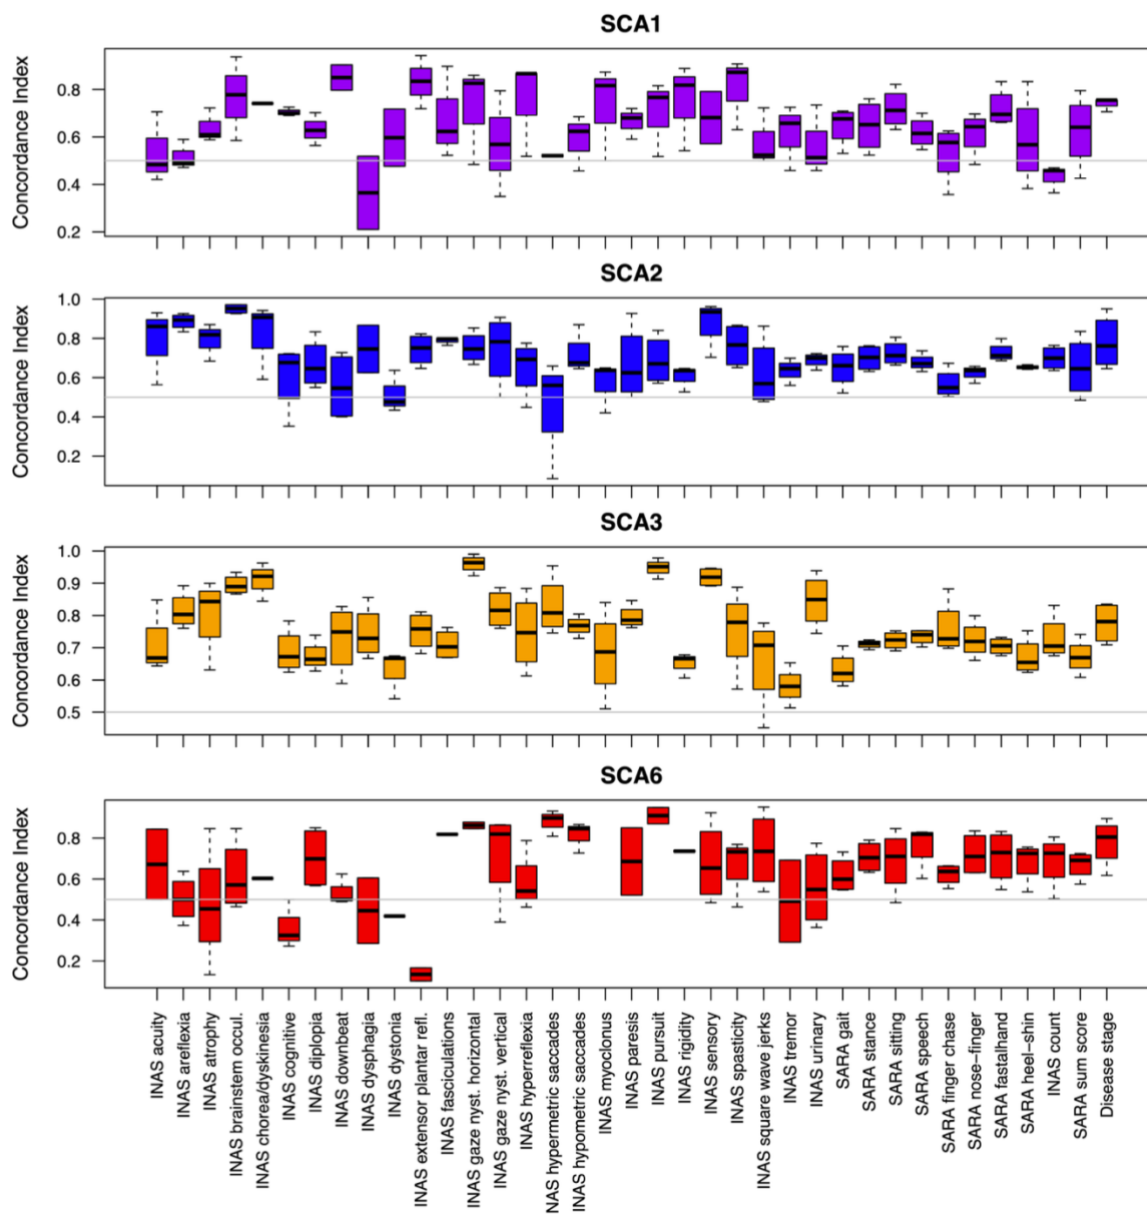 SCA1
Concordance Index
0.8
0.6
0.4
0.2
SCA2
Concordance Index
1.0
0.8
0.6
0.4
0.2
SCA3
Concordance Index
1.0
0.9
0.8
0.7
0.6
0.5
SCA6
Concordance Index
0.8
0.6
0.4
0.2
INAS acuity
INAS areflexia
INAS atrophy
INAS brainstem occul.
INAS chorea/dyskinesia
INAS cognitive
INAS diplopia
INAS downbeat
INAS dysphagia
INAS dystonia
INAS extensor plantar refl.
INAS fasciculations
INAS gaze nyst. horizontal
INAS gaze nyst. vertical
INAS hyperreflexia
NAS hypermetric saccades
INAS hypometric saccades
INAS myoclonus
INAS paresis
INAS pursuit
INAS rigidity
INAS sensory
INAS spasticity
INAS square wave jerks
INAS tremor
INAS urinary
SARA gait
SARA stance
SARA sitting
SARA speech
SARA finger chase
SARA nose−finger
SARA fastalhand
SARA heel−shin
INAS count
SARA sum score
Disease stage